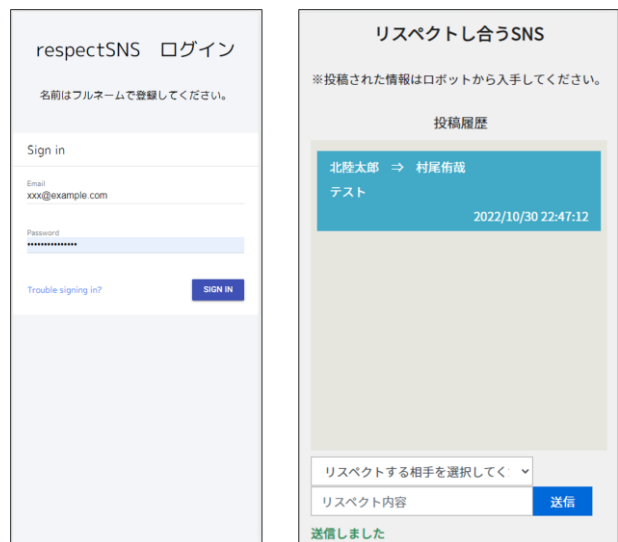 respectSNS　ログイン
名前はフルネームで登録してください。
Sign in
Email
xxx@example.com
Password
•••••••••••••••
Trouble signing in?
SIGN IN
リスペクトし合うSNS
※投稿された情報はロボットから入手してください。
投稿履歴
北陸太郎 ⇒ 村尾侑哉
テスト
2022/10/30 22:47:12
リスペクトする相手を選択してく
リスペクト内容
送信
送信しました